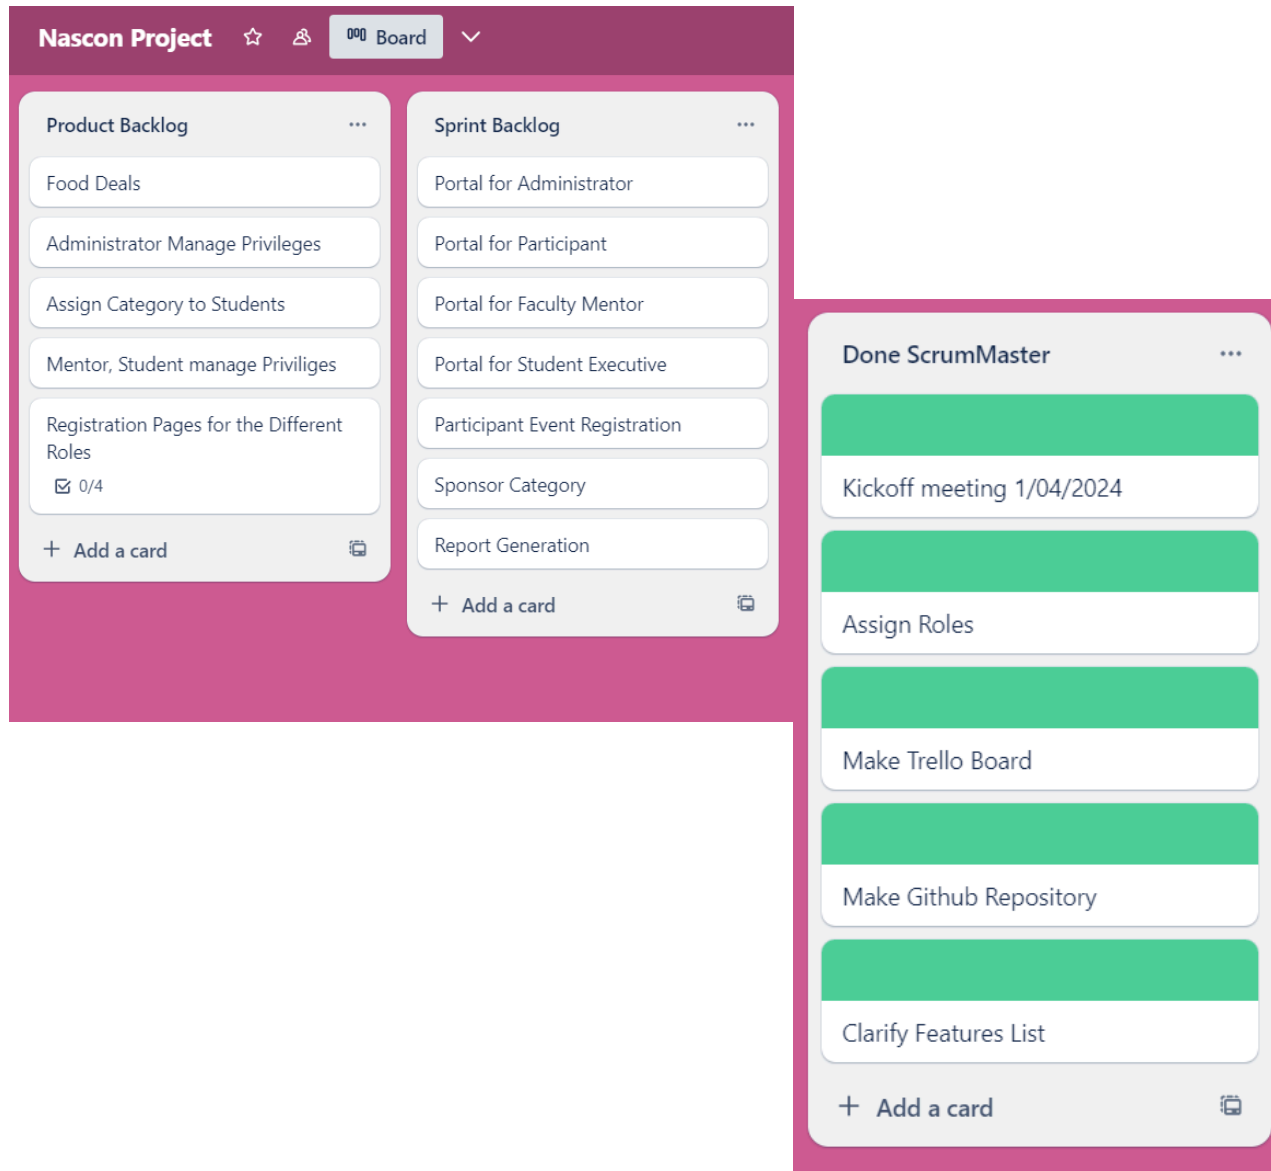 Nascon Project
Board
Product Backlog
Food Deals
Administrator Manage Privileges
Assign Category to Students
Mentor, Student manage Priviliges
Registration Pages for the Different
Roles
0/4
+ Add a card
Sprint Backlog
Portal for Administrator
Portal for Participant
Portal for Faculty Mentor
Portal for Student Executive
Participant Event Registration
Sponsor Category
Report Generation
+ Add a card
Done ScrumMaster
Kickoff meeting 1/04/2024
Assign Roles
Make Trello Board
Make Github Repository
Clarify Features List
+ Add a card